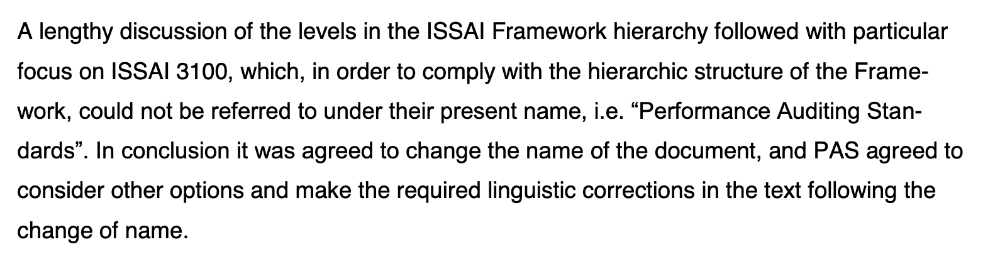 A lengthy discussion of the levels in the ISSAI Framework hierarchy followed with particular
focus on ISSAI 3100, which, in order to comply with the hierarchic structure of the Frame-
work, could not be referred to under their present name, i.e. “Performance Auditing Stan-
dards”. In conclusion it was agreed to change the name of the document, and PAS agreed to
consider other options and make the required linguistic corrections in the text following the
change of name.